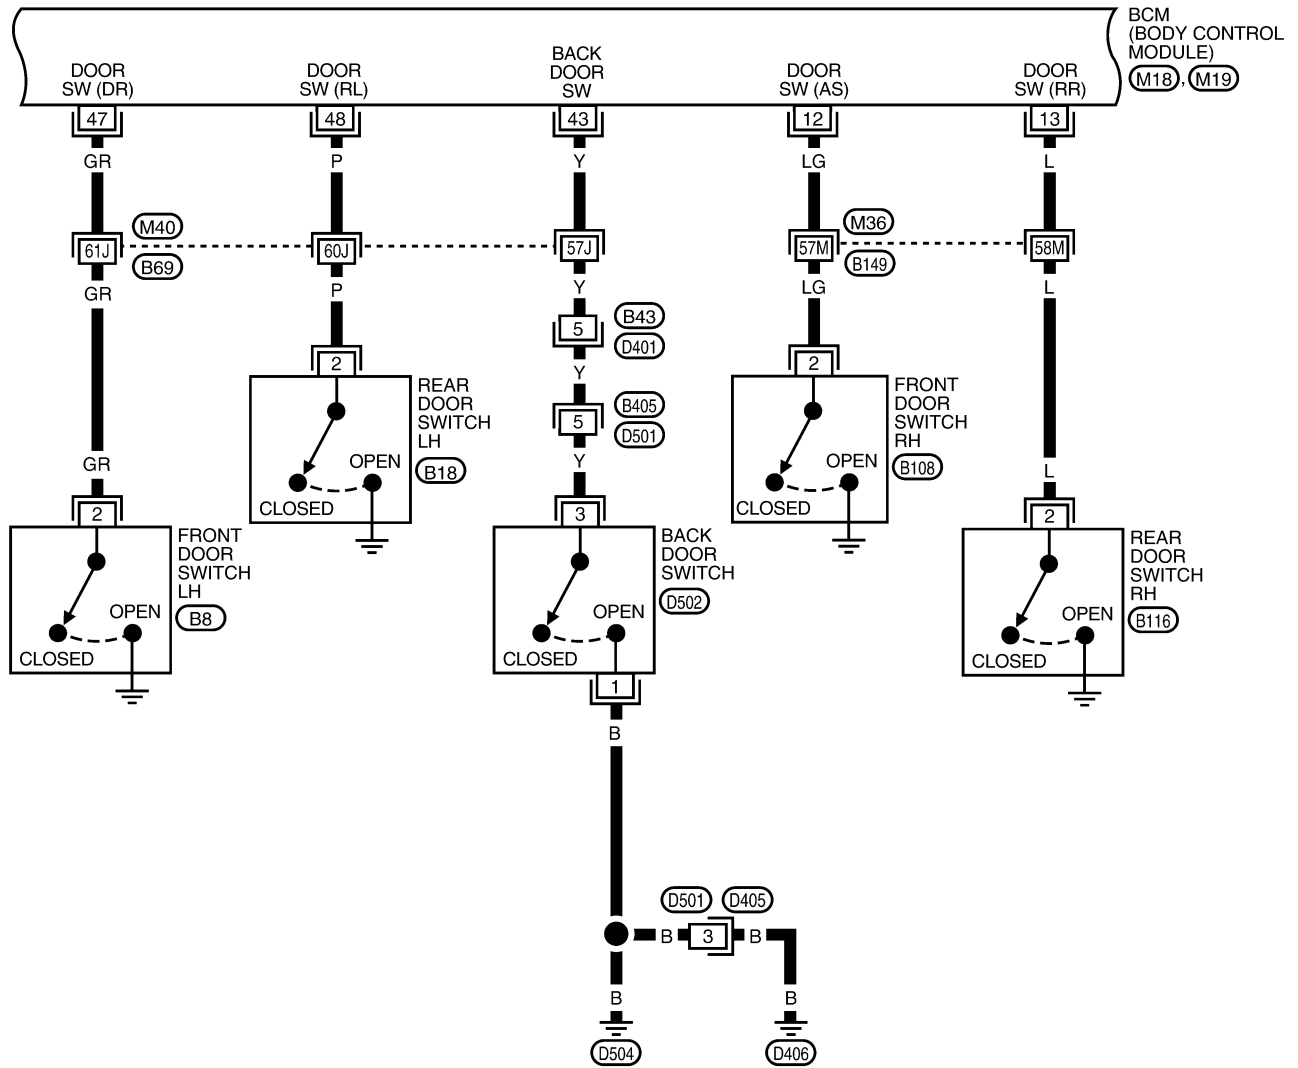 BCM
(BODY CONTROL
MODULE)
M18 , M19
DOOR
SW (DR)
DOOR
SW (RL)
BACK
DOOR
SW
DOOR
SW (AS)
DOOR
SW (RR)
47
48
43
12
13
GR
P
Y
LG
L
M40
M36
61J
60J
57J
57M
58M
B69
B149
GR
P
Y
LG
L
5
B43
D401
Y
5
B405
D501
Y
2
REAR
DOOR
SWITCH
LH
B18
OPEN
CLOSED
2
FRONT
DOOR
SWITCH
RH
B108
OPEN
CLOSED
GR
L
2
FRONT
DOOR
SWITCH
LH
B8
OPEN
CLOSED
3
BACK
DOOR
SWITCH
D502
OPEN
CLOSED
2
REAR
DOOR
SWITCH
RH
B116
OPEN
CLOSED
1
B
D501 D405
B 3 B
B B
D504 D406